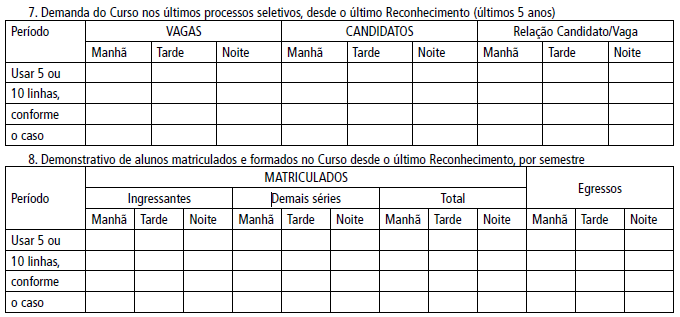 7. Demanda do Curso nos últimos processos seletivos, desde o último Reconhecimento (últimos 5 anos)
Período VAGAS CANDIDATOS Relação Candidato/Vaga
Manhã Tarde Noite Manhã Tarde Noite Manhã Tarde Noite
Usar 5 ou
10 linhas,
conforme
o caso
8. Demonstrativo de alunos matriculados e formados no Curso desde o último Reconhecimento, por semestre
MATRICULADOS
Egressos
Período Ingressantes Demais séries Total
Manhã Tarde Noite Manhã Tarde Noite Manhã Tarde Noite Manhã Tarde Noite
Usar 5 ou
10 linhas,
conforme
o caso